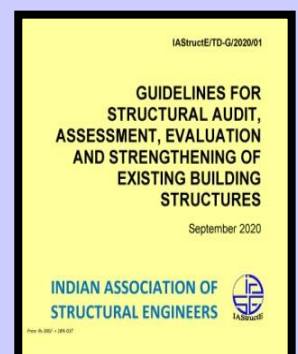 IAStructE/TD-G/2020/01
GUIDELINES FOR
STRUCTURAL AUDIT,
ASSESSMENT, EVALUATION
AND STRENGTHENING OF
EXISTING BUILDING
STRUCTURES
September 2020
INDIAN ASSOCIATION OF
STRUCTURAL ENGINEERS
IAStructE